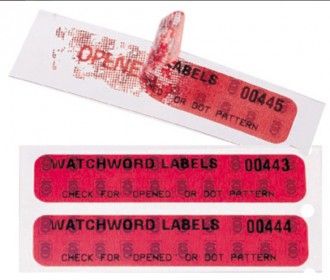 OPENED LABELS 00445
OR DOT PATTERN
WATCHWORD LABELS 00443
CHECK FOR "OPENED" OR DOT PATTERN
WATCHWORD LABELS 00444
CHECK FOR "OPENED" OR DOT PATTERN